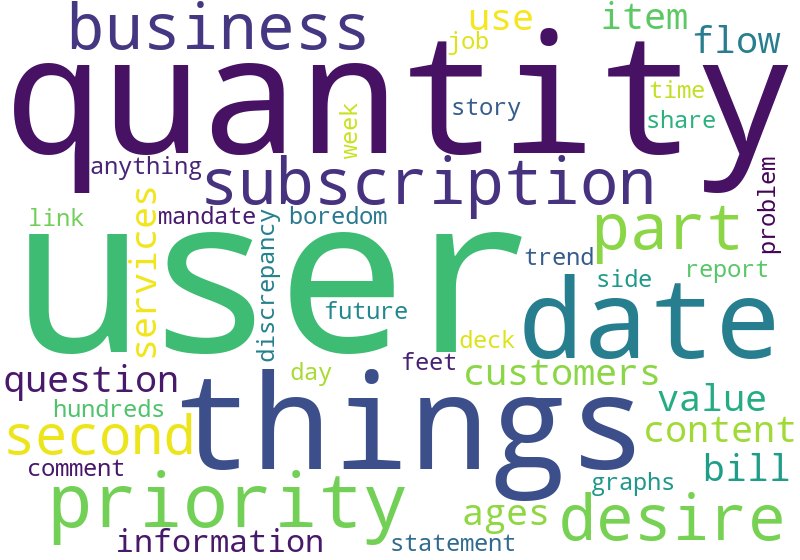 business
use
item
job
flow
quantity
time
week
story
share
anything
subscription
problem
services
link
mandate
discrepancy
boredom
part
user
trend
report
side
date
future
deck
day
feet
customers
question
things
hundreds
value
second
content
comment
bill
priority
graphs
ages
desire
information
statement